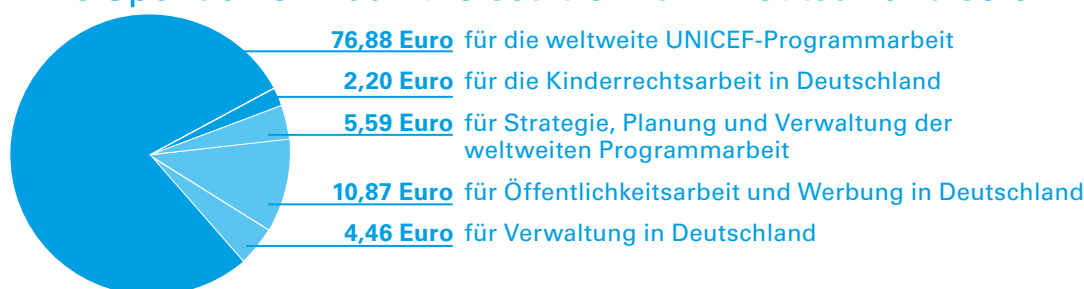 76,88 Euro für die weltweite UNICEF-Programmarbeit
2,20 Euro für die Kinderrechtsarbeit in Deutschland
5,59 Euro für Strategie, Planung und Verwaltung der
weltweiten Programmarbeit
10,87 Euro für Öffentlichkeitsarbeit und Werbung in Deutschland
4,46 Euro für Verwaltung in Deutschland